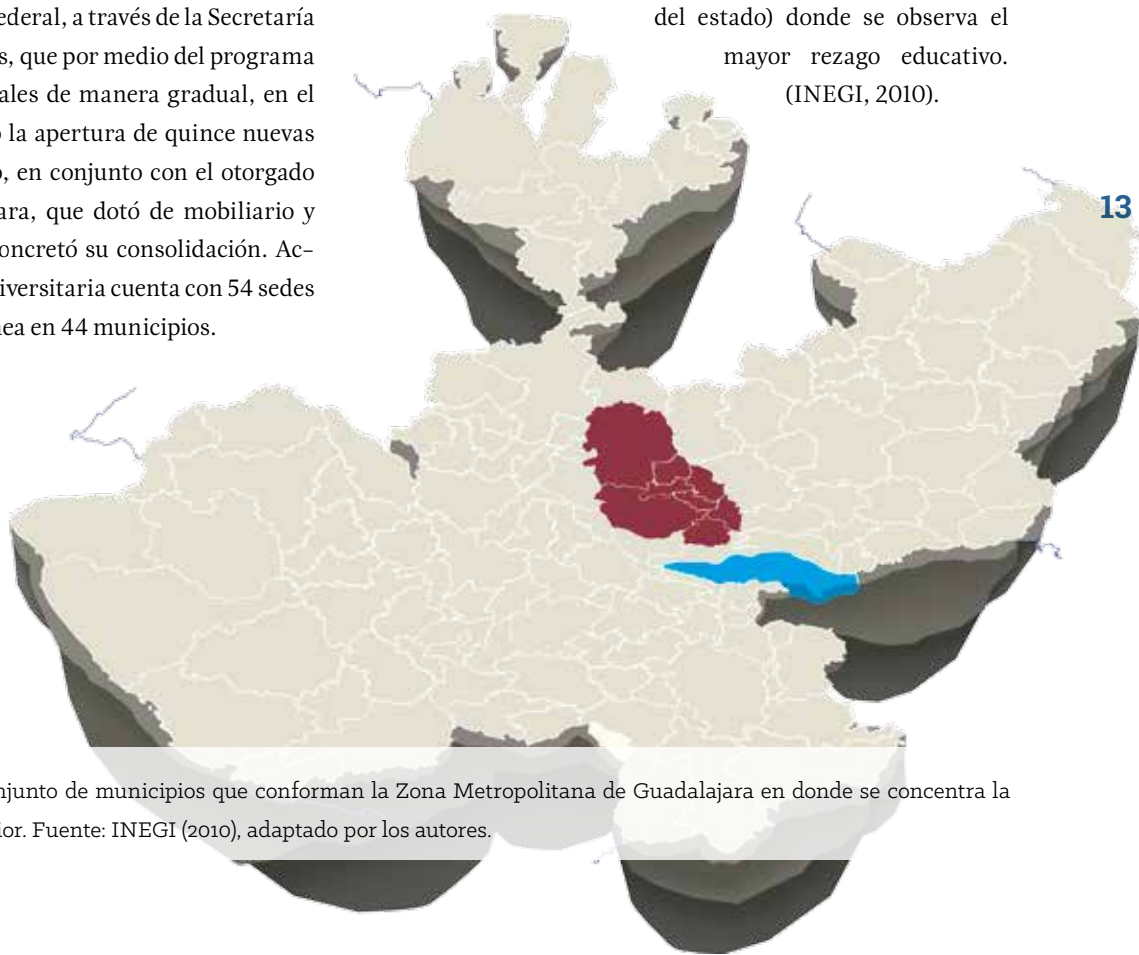 ederal, a través de la Secretaría
s, que por medio del programa
ales de manera gradual, en el
o la apertura de quince nuevas
o, en conjunto con el otorgado
ara, que dotó de mobiliario y
oncretó su consolidación. Ac-
iversitaria cuenta con 54 sedes
nea en 44 municipios.
del estado) donde se observa el
mayor rezago educativo.
(INEGI, 2010).
13
njunto de municipios que conforman la Zona Metropolitana de Guadalajara en donde se concentra la
ior. Fuente: INEGI (2010), adaptado por los autores.